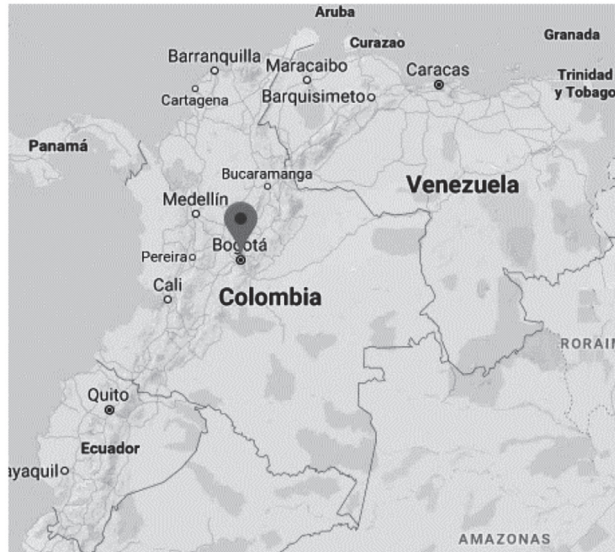 Aruba
Granada
Curazao
Barranquilla
Maracaibo
Caracas
Trinidad
y Tobago
Cartagena
Barquisimeto
Panamá
Bucaramanga
Venezuela
Medellín
Bogotá
Pereira
Cali
Colombia
RORAIM
Quito
Ecuador
ayaquil
AMAZONAS